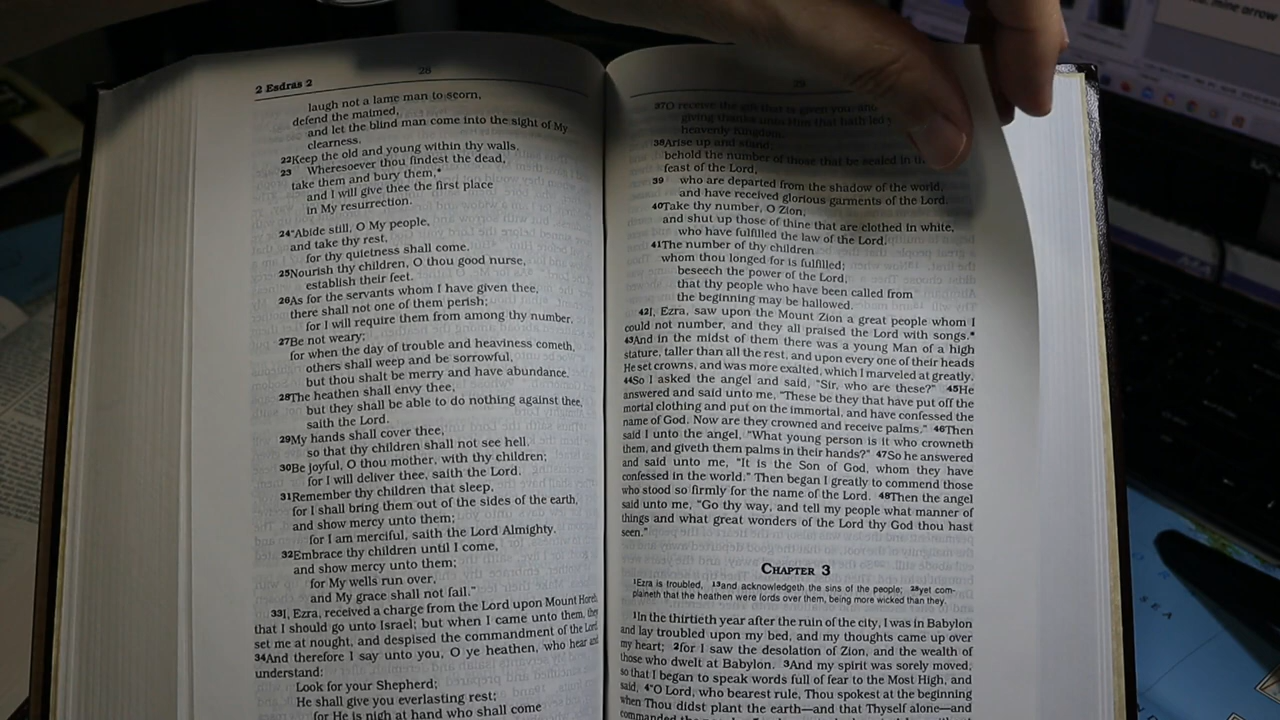 28
2 Esdras 2
laugh not a lame man to scorn,
defend the maimed,
and let the blind man come into the sight of My
clearness.
22Keep the old and young within thy walls.
23 Wheresoever thou findest the dead,
take them and bury them,*
and I will give thee the first place
in My resurrection.
24“Abide still, O My people,
and take thy rest,
for thy quietness shall come.
25Nourish thy children, O thou good nurse,
establish their feet.
26As for the servants whom I have given thee,
there shall not one of them perish;
for I will require them from among thy number.
27Be not weary;
for when the day of trouble and heaviness cometh,
others shall weep and be sorrowful,
but thou shalt be merry and have abundance.
28The heathen shall envy thee,
but they shall be able to do nothing against thee,
saith the Lord.
29My hands shall cover thee,
so that thy children shall not see hell.
30Be joyful, O thou mother, with thy children;
for I will deliver thee, saith the Lord.
31Remember thy children that sleep,
for I shall bring them out of the sides of the earth,
and show mercy unto them;
for I am merciful, saith the Lord Almighty.
32Embrace thy children until I come,
and show mercy unto them;
for My wells run over,
and My grace shall not fail.”
33I, Ezra, received a charge from the Lord upon Mount Horeb
that I should go unto Israel; but when I came unto them, they
set me at nought, and despised the commandment of the Lord.
34And therefore I say unto you, O ye heathen, who hear and
understand:
Look for your Shepherd;
He shall give you everlasting rest;
for He is nigh at hand who shall come
29
37O receive the gift that is given you, and
giving thanks unto Him that hath led y
heavenly Kingdom.
38Arise up and stand;
behold the number of those that be sealed in th
feast of the Lord,
39 who are departed from the shadow of the world,
and have received glorious garments of the Lord.
40Take thy number, O Zion,
and shut up those of thine that are clothed in white,
who have fulfilled the law of the Lord.
41The number of thy children
whom thou longed for is fulfilled;
beseech the power of the Lord,
that thy people who have been called from
the beginning may be hallowed.
42I, Ezra, saw upon the Mount Zion a great people whom I
could not number, and they all praised the Lord with songs.*
43And in the midst of them there was a young Man of a high
stature, taller than all the rest, and upon every one of their heads
He set crowns, and was more exalted, which I marveled at greatly.
44So I asked the angel and said, “Sir, who are these?” 45He
answered and said unto me, “These be they that have put off the
mortal clothing and put on the immortal, and have confessed the
name of God. Now are they crowned and receive palms.” 46Then
said I unto the angel, “What young person is it who crowneth
them, and giveth them palms in their hands?” 47So he answered
and said unto me, “It is the Son of God, whom they have
confessed in the world.” Then began I greatly to commend those
who stood so firmly for the name of the Lord. 48Then the angel
said unto me, “Go thy way, and tell my people what manner of
things and what great wonders of the Lord thy God thou hast
seen.”
CHAPTER 3
1Ezra is troubled, 13and acknowledgeth the sins of the people; 28yet com-
plaineth that the heathen were lords over them, being more wicked than they.
1In the thirtieth year after the ruin of the city, I was in Babylon
and lay troubled upon my bed, and my thoughts came up over
my heart; 2for I saw the desolation of Zion, and the wealth of
those who dwelt at Babylon. 3And my spirit was sorely moved,
so that I began to speak words full of fear to the Most High, and
said, 4“O Lord, who bearest rule, Thou spokest at the beginning
when Thou didst plant the earth—and that Thyself alone—and
commanded the
mine arrow
SEA